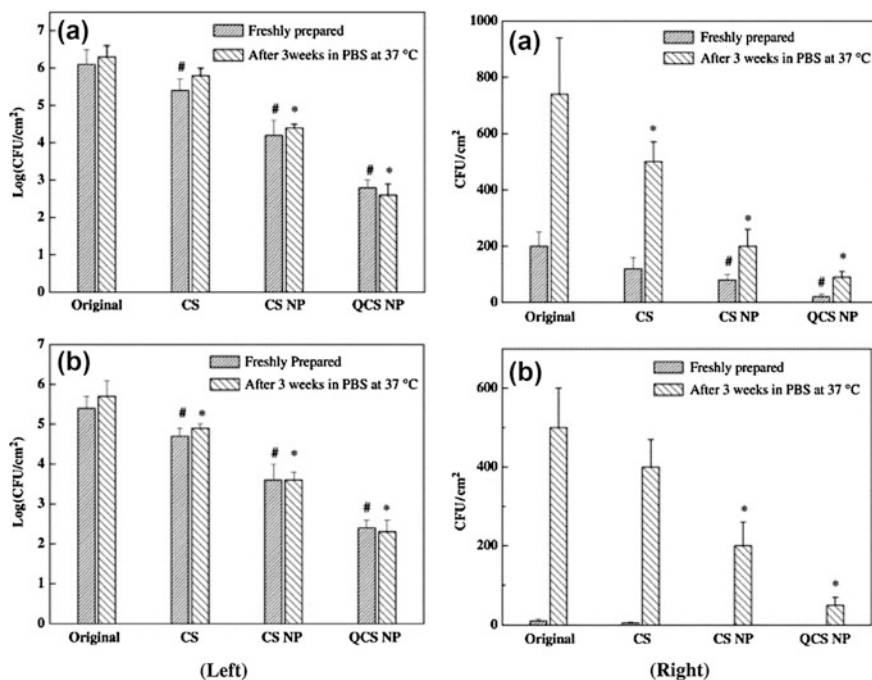 (a)
Freshly prepared
After 3weeks in PBS at 37 °C
Log(CFU/cm²)
7
6
5
4
3
2
1
0
#
# *
# *
Original CS CS NP QCS NP
(a)
Freshly prepared
After 3 weeks in PBS at 37 °C
CFU/cm²
1000
800
600
400
200
0
*
# *
# *
Original CS CS NP QCS NP
(b)
Freshly Prepared
After 3 weeks in PBS at 37 °C
Log(CFU/cm²)
7
6
5
4
3
2
1
0
# *
# *
# *
Original CS CS NP QCS NP
(Left)
(b)
Freshly prepared
After 3 weeks in PBS at 37 °C
CFU/cm²
600
400
200
0
*
*
Original CS CS NP QCS NP
(Right)